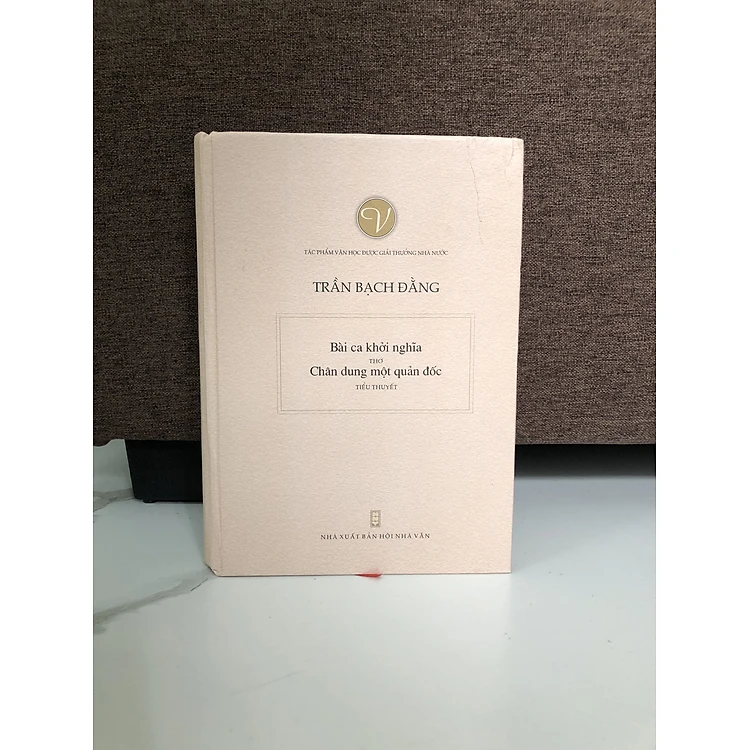 V
TÁC PHẨM VĂN HỌC ĐƯỢC GIẢI THƯỞNG NHÀ NƯỚC
TRẦN BẠCH ĐẰNG
Bài ca khởi nghĩa
THƠ
Chân dung một quản đốc
TIỂU THUYẾT
NHÀ XUẤT BẢN HỘI NHÀ VĂN